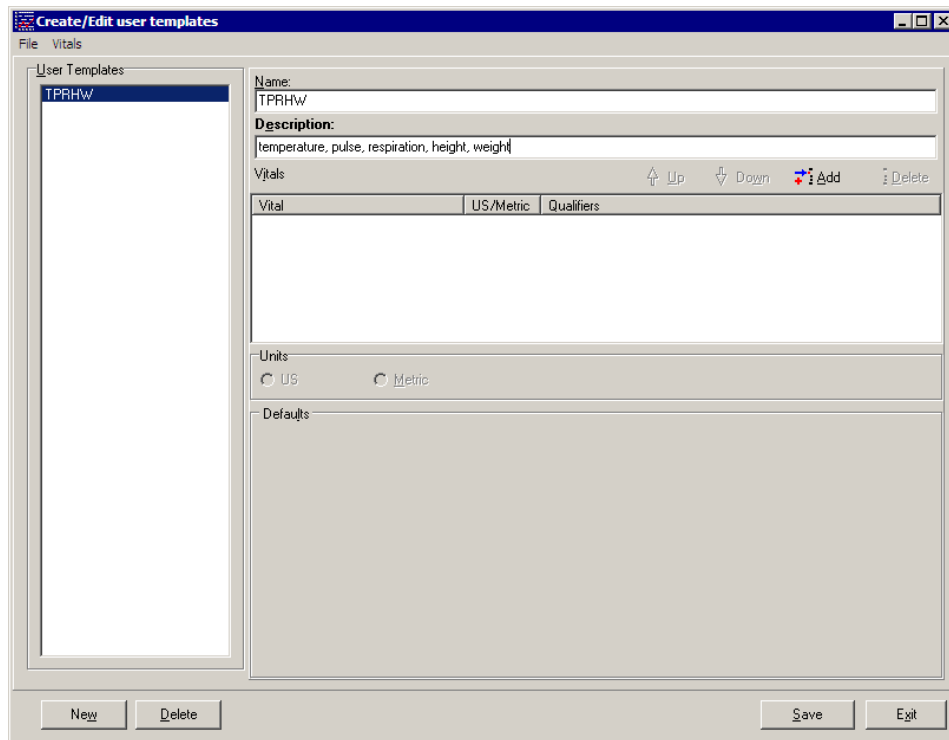 Create/Edit user templates
File Vitals
User Templates
TPRHW
Name:
TPRHW
Description:
temperature, pulse, respiration, height, weight
Vitals Up Down Add Delete
Vital US/Metric Qualifiers
Units
US Metric
Defaults
New Delete Save Exit